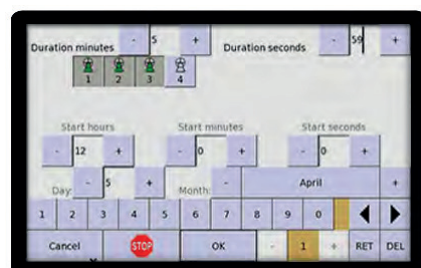 Duration minutes - 5 + Duration seconds - 59 +
1 2 3 4
Start hours Start minutes Start seconds
- 12 + - 0 + - 0 +
Day: - 5 + Month: - April +
1 2 3 4 5 6 7 8 9 0
Cancel STOP OK - 1 + RET DEL